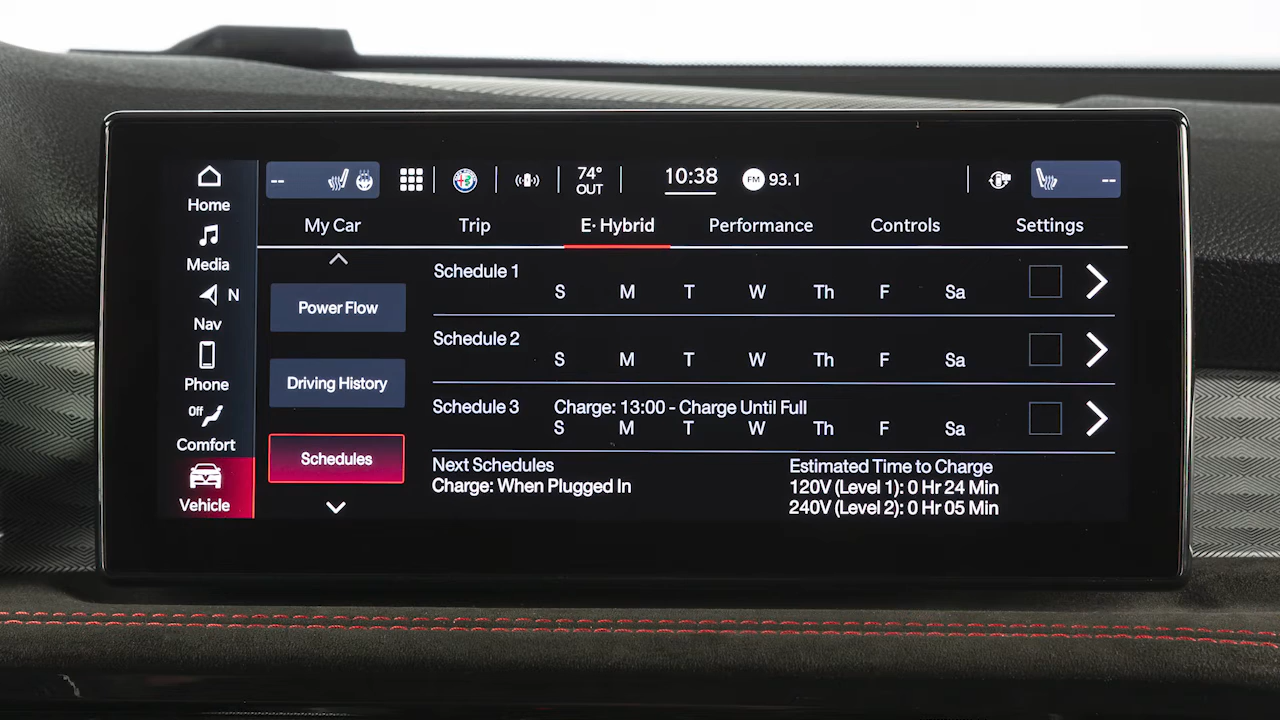 Home
Media
N
Nav
Phone
Off
Comfort
Vehicle
-- 74° 10:38 FM 93.1 --
OUT
My Car Trip E·Hybrid Performance Controls Settings
Power Flow
Driving History
Schedules
Schedule 1
S M T W Th F Sa
Schedule 2
S M T W Th F Sa
Schedule 3 Charge: 13:00 - Charge Until Full
S M T W Th F Sa
Next Schedules
Charge: When Plugged In
Estimated Time to Charge
120V (Level 1): 0 Hr 24 Min
240V (Level 2): 0 Hr 05 Min